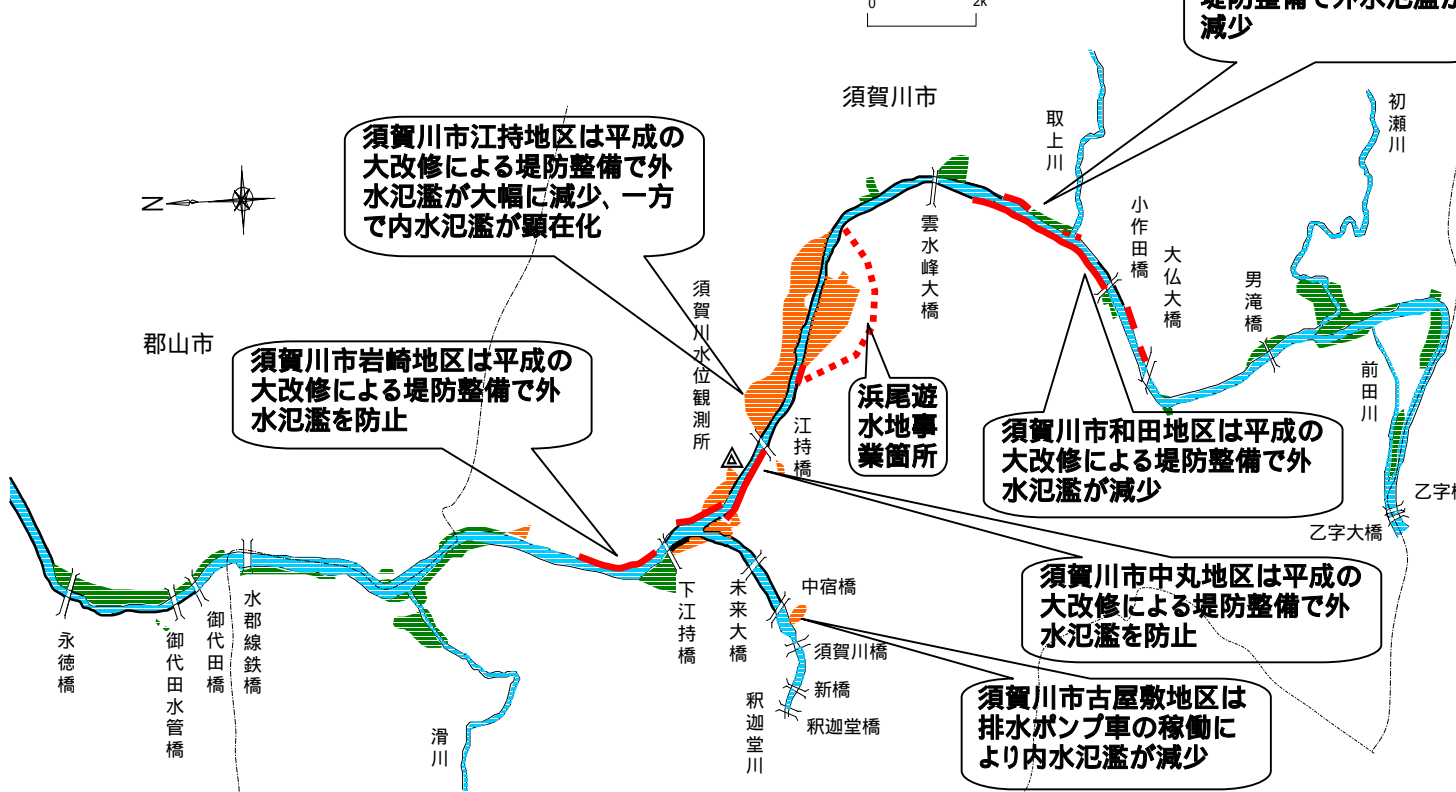 0 2k
減少
須賀川市
初瀬川
取上川
須賀川市江持地区は平成の
大改修による堤防整備で外
水氾濫が大幅に減少、一方
で内水氾濫が顕在化
N
小作田橋
雲水峰大橋
大仏大橋
男滝橋
須賀川水位観測所
郡山市
須賀川市岩崎地区は平成の
大改修による堤防整備で外
水氾濫を防止
前田川
浜尾遊
水地事
業箇所
江持橋
須賀川市和田地区は平成の
大改修による堤防整備で外
水氾濫が減少
乙字
乙字大橋
須賀川市中丸地区は平成の
大改修による堤防整備で外
水氾濫を防止
中宿橋
下江持橋
未来大橋
水郡線鉄橋
御代田橋
永徳橋
御代田水管橋
須賀川橋
新橋
釈迦堂橋
釈迦堂川
滑川
須賀川市古屋敷地区は
排水ポンプ車の稼働に
より内水氾濫が減少